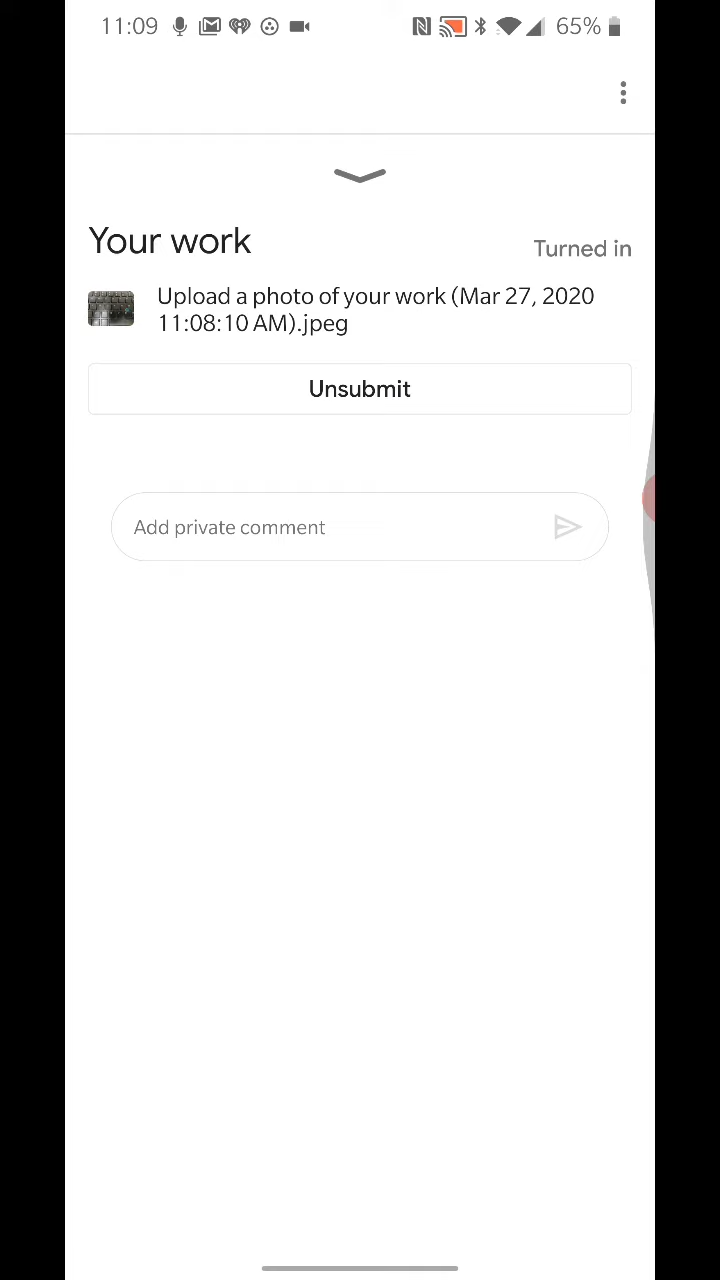 11:09 65%
Your work
Turned in
Upload a photo of your work (Mar 27, 2020
11:08:10 AM).jpeg
Unsubmit
Add private comment